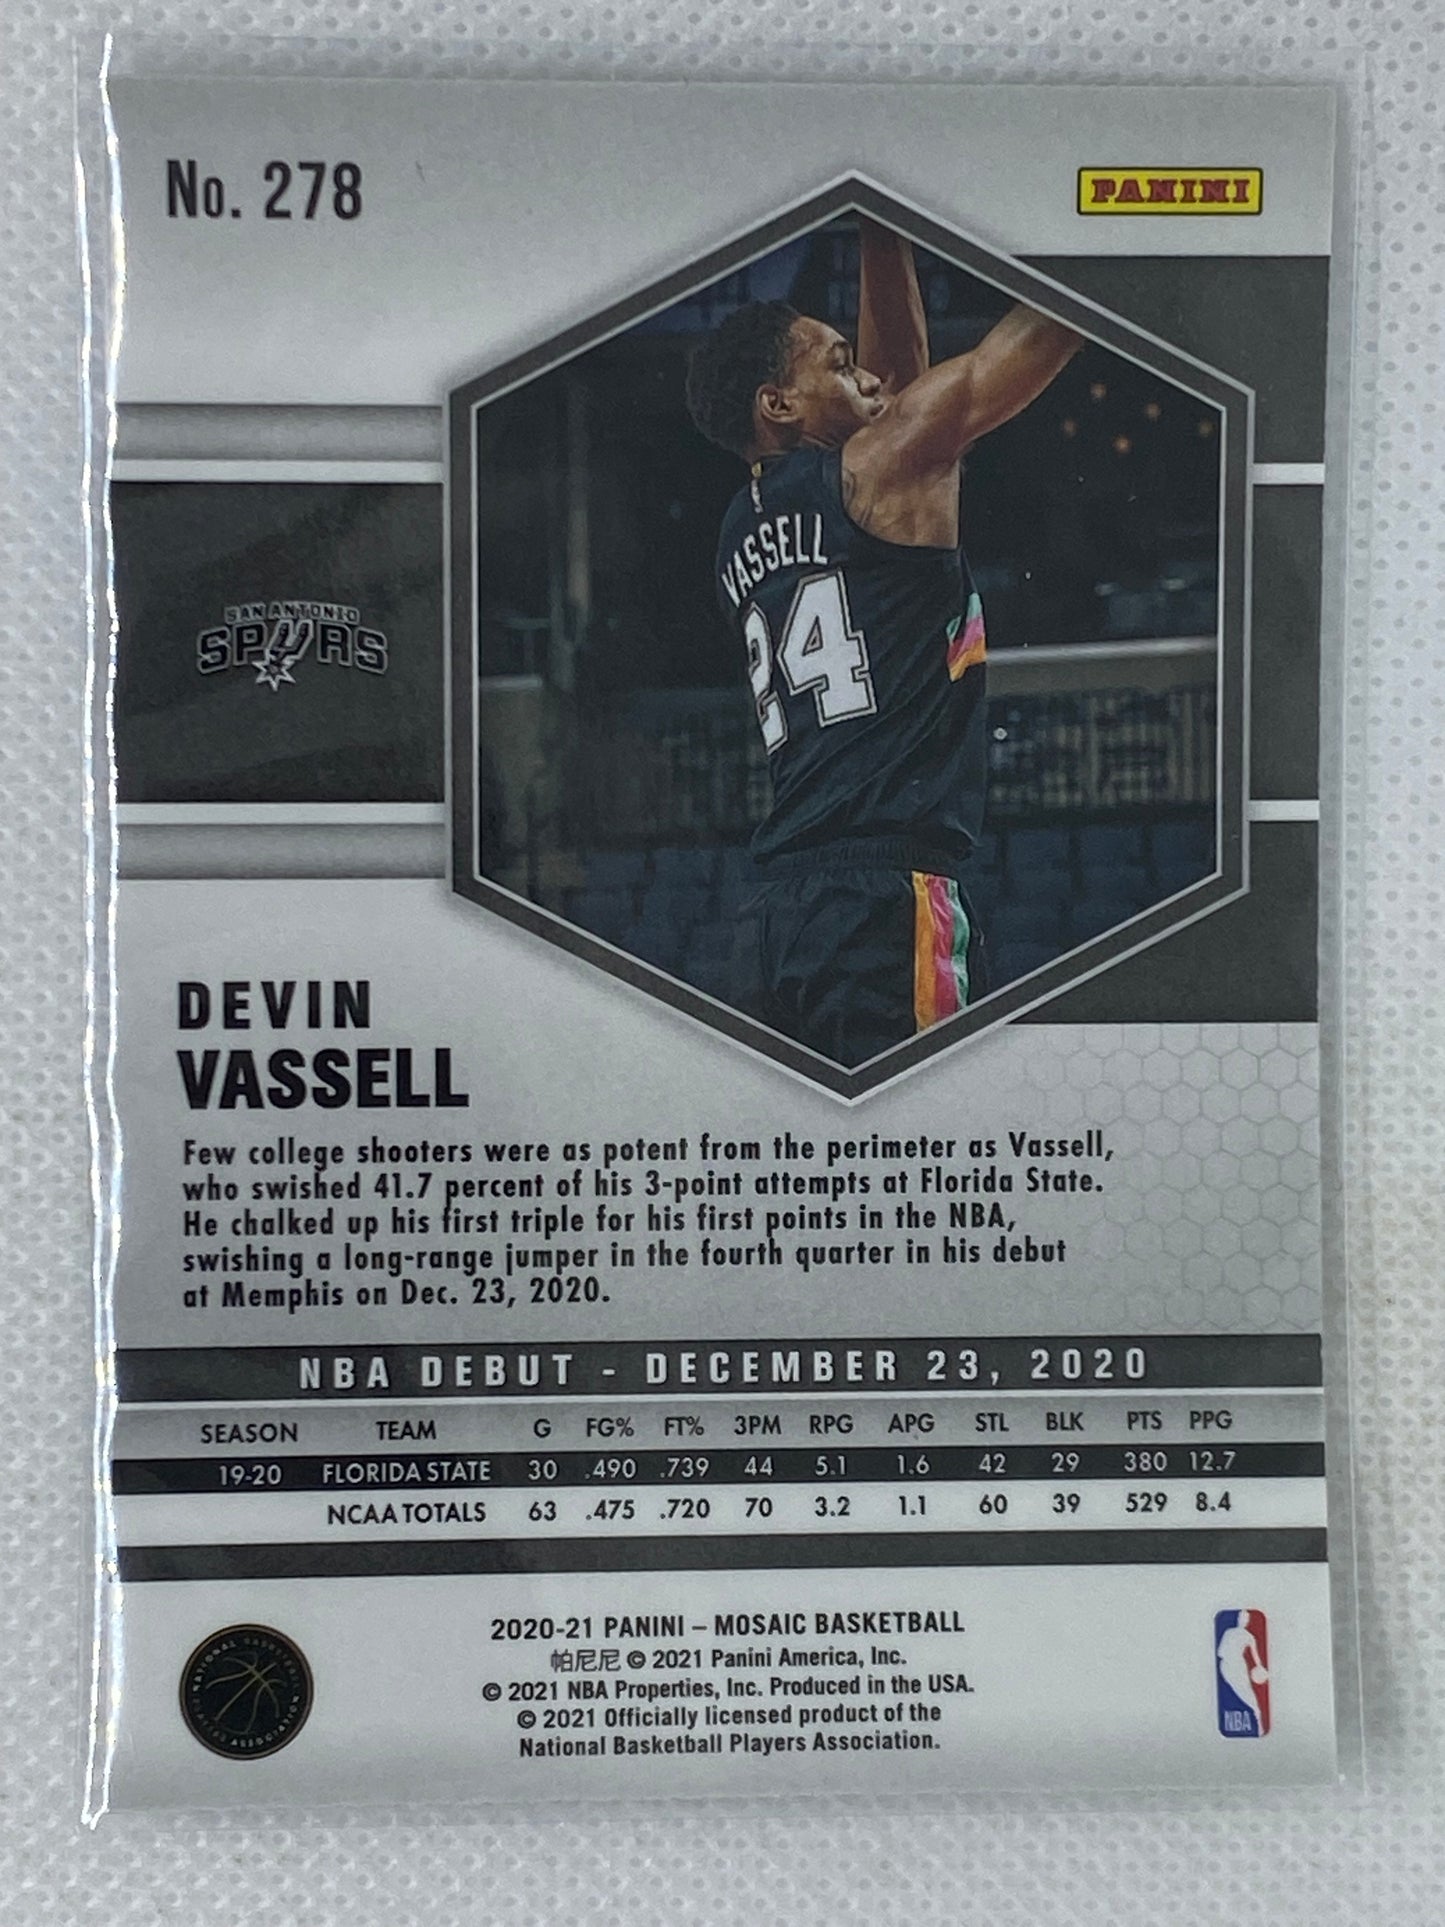 No. 278
PANINI
VASSELL
24
SAN ANTONIO
SPURS
DEVIN
VASSELL
Few college shooters were as potent from the perimeter as Vassell,
who swished 41.7 percent of his 3-point attempts at Florida State.
He chalked up his first triple for his first points in the NBA,
swishing a long-range jumper in the fourth quarter in his debut
at Memphis on Dec. 23, 2020.
NBA DEBUT - DECEMBER 23, 2020
SEASON TEAM G FG% FT% 3PM RPG APG STL BLK PTS PPG
19-20 FLORIDA STATE 30 .490 .739 44 5.1 1.6 42 29 380 12.7
NCAA TOTALS 63 .475 .720 70 3.2 1.1 60 39 529 8.4
2020-21 PANINI – MOSAIC BASKETBALL
帕尼尼 © 2021 Panini America, Inc.
© 2021 NBA Properties, Inc. Produced in the USA.
© 2021 Officially licensed product of the
National Basketball Players Association.
NATIONAL BASKETBALL PLAYERS ASSOCIATION
NBA